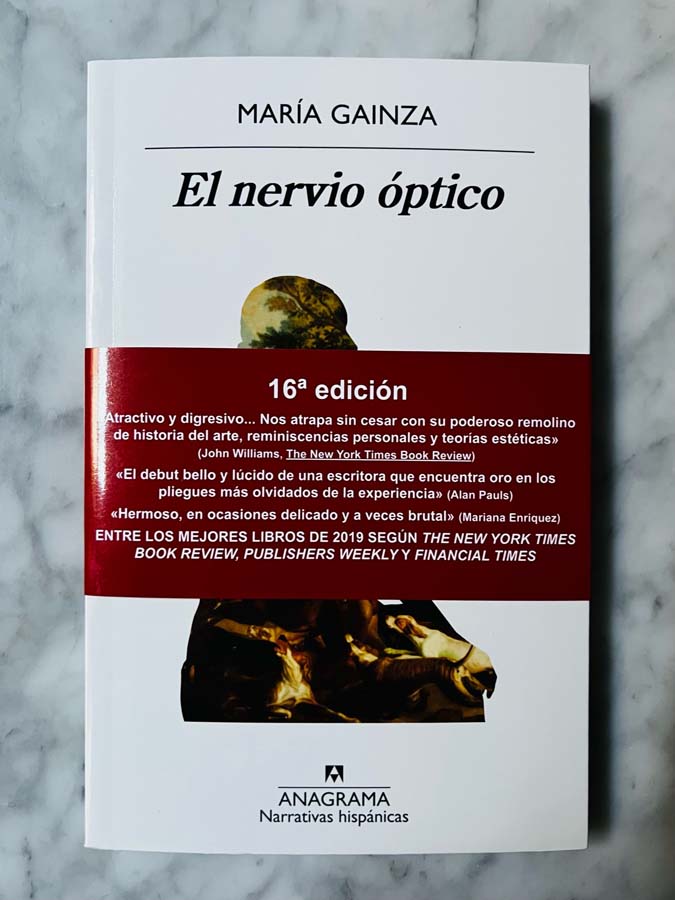 MARÍA GAINZA
El nervio óptico
16ª edición
Atractivo y digresivo... Nos atrapa sin cesar con su poderoso remolino
de historia del arte, reminiscencias personales y teorías estéticas»
(John Williams, The New York Times Book Review)
«El debut bello y lúcido de una escritora que encuentra oro en los
pliegues más olvidados de la experiencia» (Alan Pauls)
«Hermoso, en ocasiones delicado y a veces brutal» (Mariana Enriquez)
ENTRE LOS MEJORES LIBROS DE 2019 SEGÚN THE NEW YORK TIMES
BOOK REVIEW, PUBLISHERS WEEKLY Y FINANCIAL TIMES
ANAGRAMA
Narrativas hispánicas